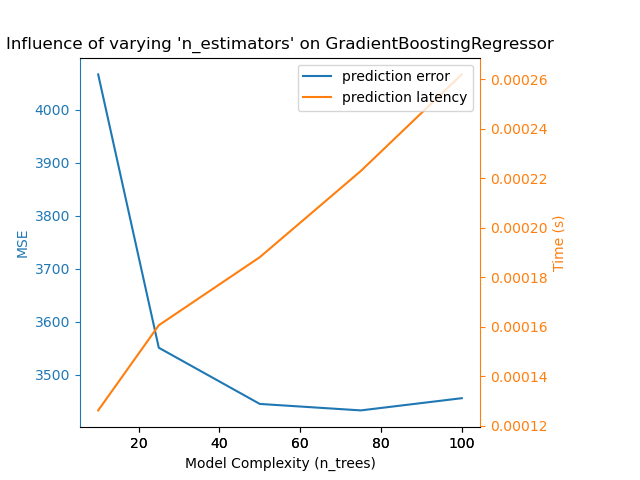 Influence of varying 'n_estimators' on GradientBoostingRegressor
prediction error
prediction latency
MSE
4000
3900
3800
3700
3600
3500
0.00026
0.00024
0.00022
0.00020
0.00018
0.00016
0.00014
0.00012
Time (s)
20 40 60 80 100
Model Complexity (n_trees)